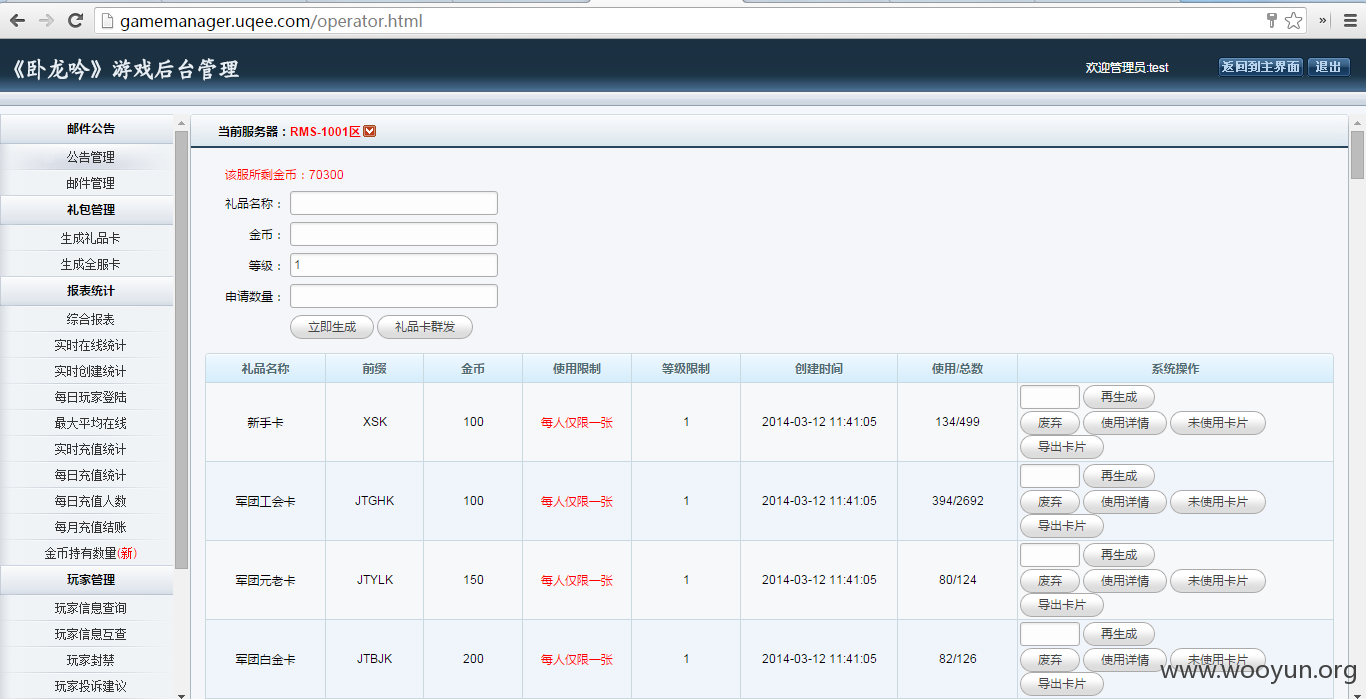 gamemanager.uqee.com/operator.html
»
《卧龙吟》游戏后台管理
欢迎管理员:test
返回到主界面
退出
邮件公告
公告管理
邮件管理
礼包管理
生成礼品卡
生成全服卡
报表统计
综合报表
实时在线统计
实时创建统计
每日玩家登陆
最大平均在线
实时充值统计
每日充值统计
每日充值人数
每月充值结账
金币持有数量(新)
玩家管理
玩家信息查询
玩家信息互查
玩家封禁
玩家投诉建议
当前服务器：RMS-1001区
该服所剩金币：70300
礼品名称：
金币：
等级： 1
申请数量：
立即生成 礼品卡群发
礼品名称 前缀 金币 使用限制 等级限制 创建时间 使用/总数 系统操作
新手卡 XSK 100 每人仅限一张 1 2014-03-12 11:41:05 134/499 再生成
废弃 使用详情 未使用卡片
导出卡片
军团工会卡 JTGHK 100 每人仅限一张 1 2014-03-12 11:41:05 394/2692 再生成
废弃 使用详情 未使用卡片
导出卡片
军团元老卡 JTYLK 150 每人仅限一张 1 2014-03-12 11:41:05 80/124 再生成
废弃 使用详情 未使用卡片
导出卡片
军团白金卡 JTBJK 200 每人仅限一张 1 2014-03-12 11:41:05 82/126 再生成
废弃 使用详情 未使用卡片
导出卡片
www.wooyun.org